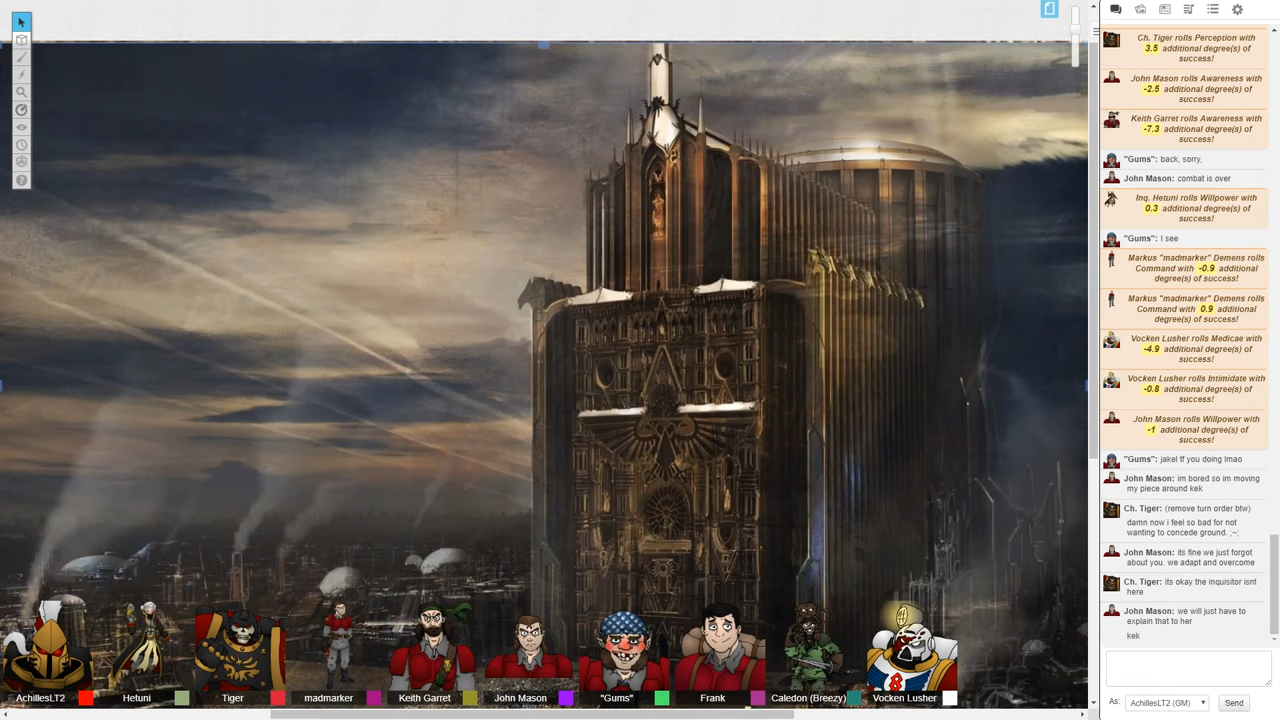 Ch. Tiger rolls Perception with
3.5 additional degree(s) of
success!
John Mason rolls Awareness with
-2.5 additional degree(s) of
success!
Keith Garret rolls Awareness with
-7.3 additional degree(s) of
success!
"Gums": back, sorry,
John Mason: combat is over
Inq. Hetuni rolls Willpower with
0.3 additional degree(s) of
success!
"Gums": I see
Markus "madmarker" Demens rolls
Command with -0.9 additional
degree(s) of success!
Markus "madmarker" Demens rolls
Command with 0.9 additional
degree(s) of success!
Vocken Lusher rolls Medicae with
-4.9 additional degree(s) of
success!
Vocken Lusher rolls Intimidate with
-0.8 additional degree(s) of
success!
John Mason rolls Willpower with
-1 additional degree(s) of
success!
"Gums": jakel tf you doing lmao
John Mason: im bored so im moving
my piece around kek
Ch. Tiger: (remove turn order btw)
damn now i feel so bad for not
wanting to concede ground. ;~;
John Mason: its fine we just forgot
about you. we adapt and overcome
Ch. Tiger: its okay the inquisitor isnt
here
John Mason: we will just have to
explain that to her
kek
As: AchillesLT2 (GM) Send
AchillesLT2 Hetuni Tiger madmarker Keith Garret John Mason "Gums" Frank Caledon (Breezy) Vocken Lusher